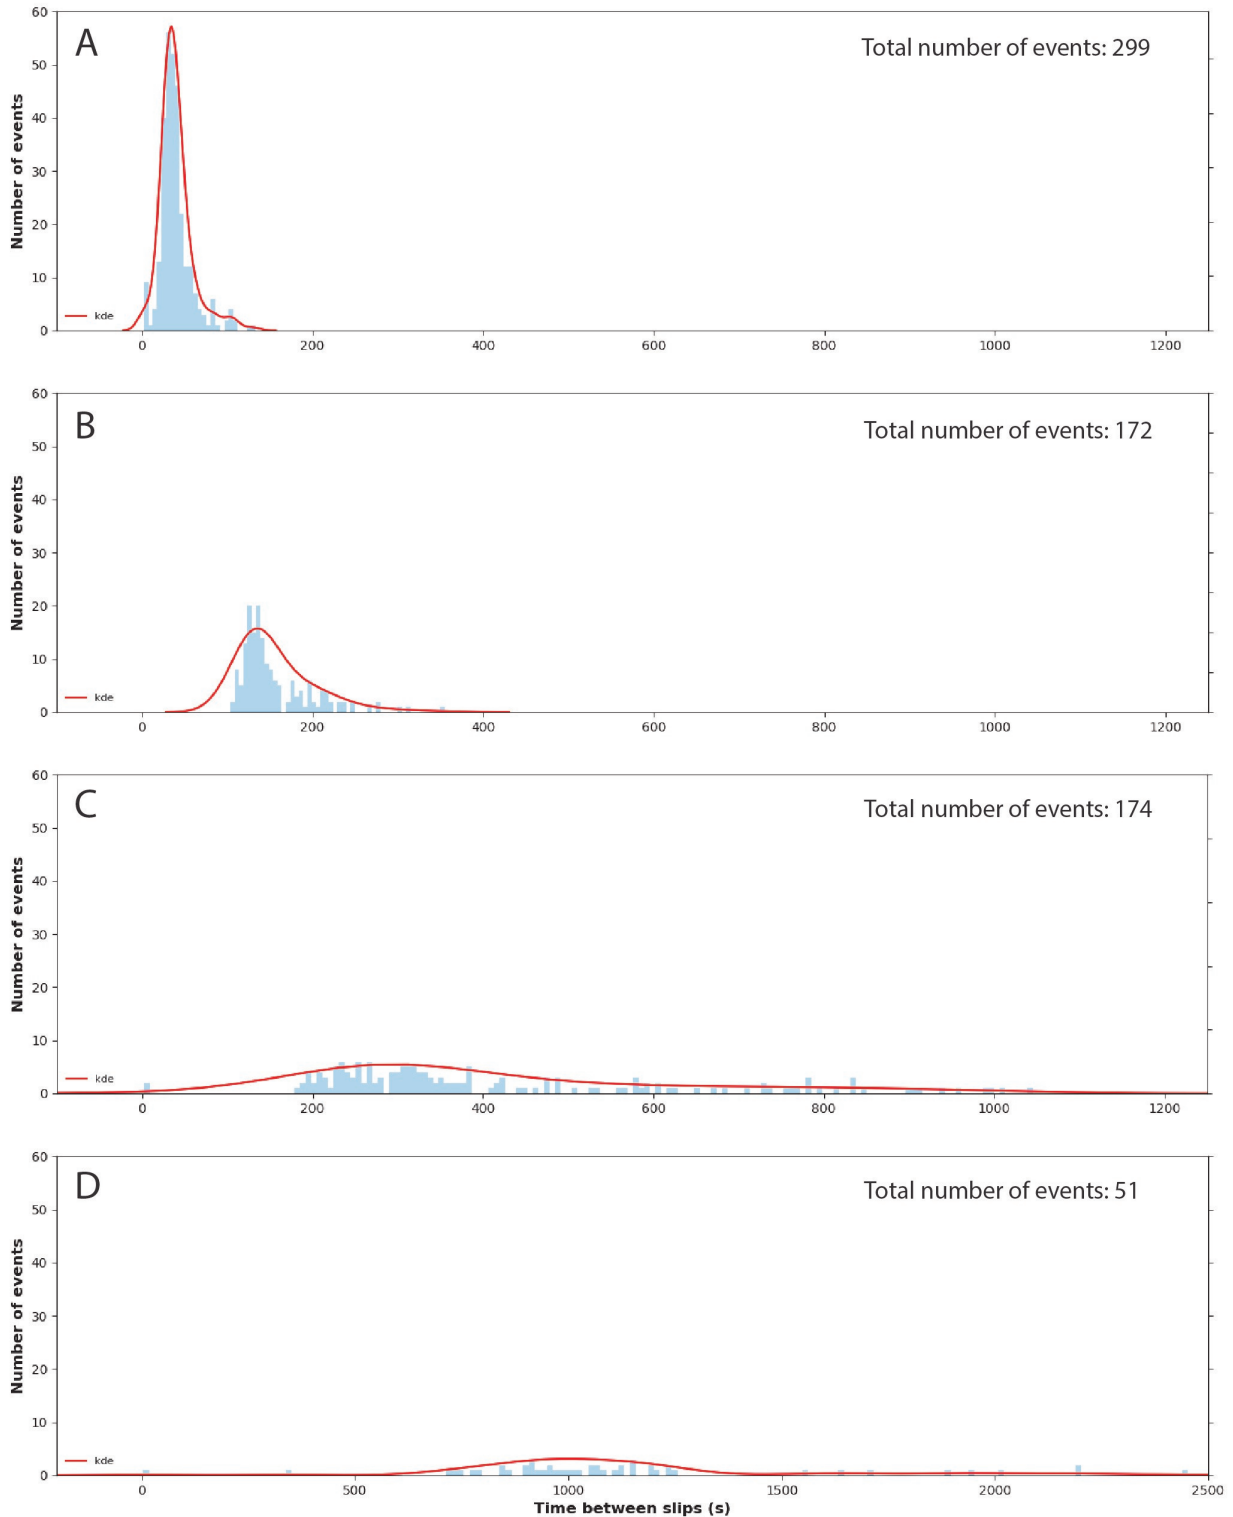 A
Total number of events: 299
60
50
40
30
20
10
0
Number of events
kde
0 200 400 600 800 1000 1200
B
Total number of events: 172
60
50
40
30
20
10
0
Number of events
kde
0 200 400 600 800 1000 1200
C
Total number of events: 174
60
50
40
30
20
10
0
Number of events
kde
0 200 400 600 800 1000 1200
D
Total number of events: 51
60
50
40
30
20
10
0
Number of events
kde
0 500 1000 1500 2000 2500
Time between slips (s)